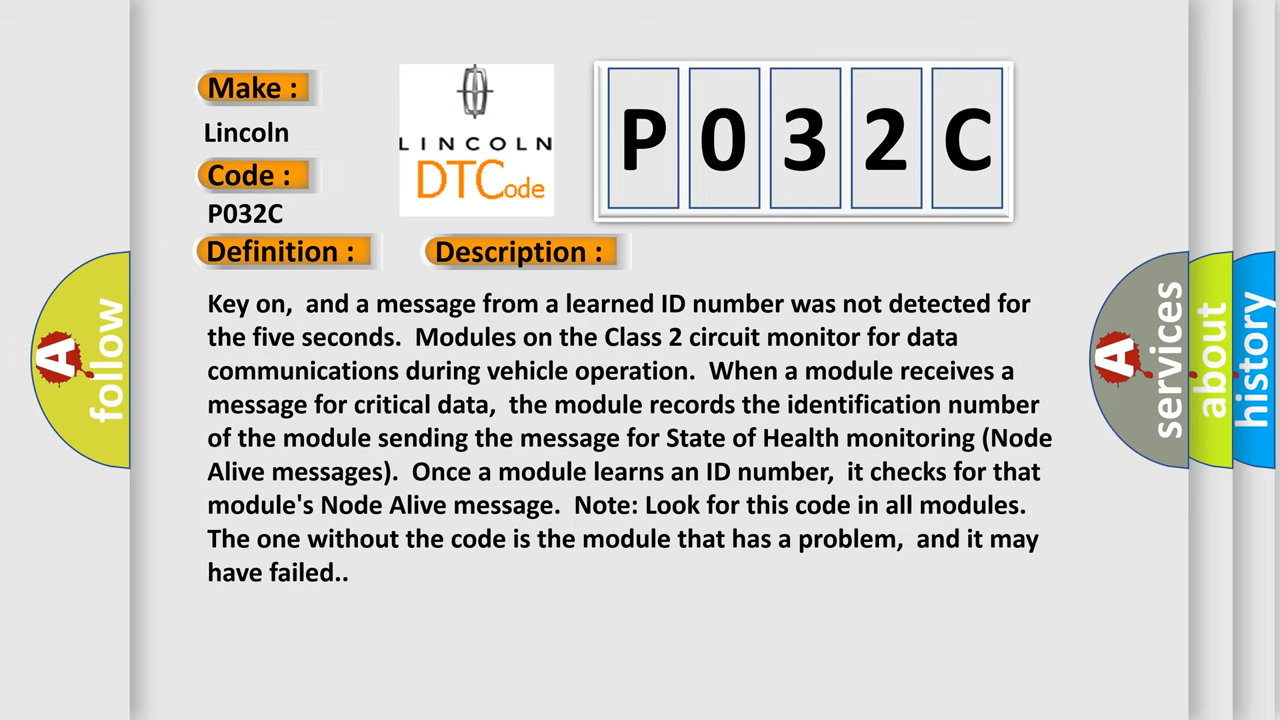 Make :
Lincoln
Code :
P032C
Definition :
Description :
LINCOLN
DTCode
P032C
Key on, and a message from a learned ID number was not detected for
the five seconds. Modules on the Class 2 circuit monitor for data
communications during vehicle operation. When a module receives a
message for critical data, the module records the identification number
of the module sending the message for State of Health monitoring (Node
Alive messages). Once a module learns an ID number, it checks for that
module's Node Alive message. Note: Look for this code in all modules.
The one without the code is the module that has a problem, and it may
have failed..
A
follow
A
services
about
history